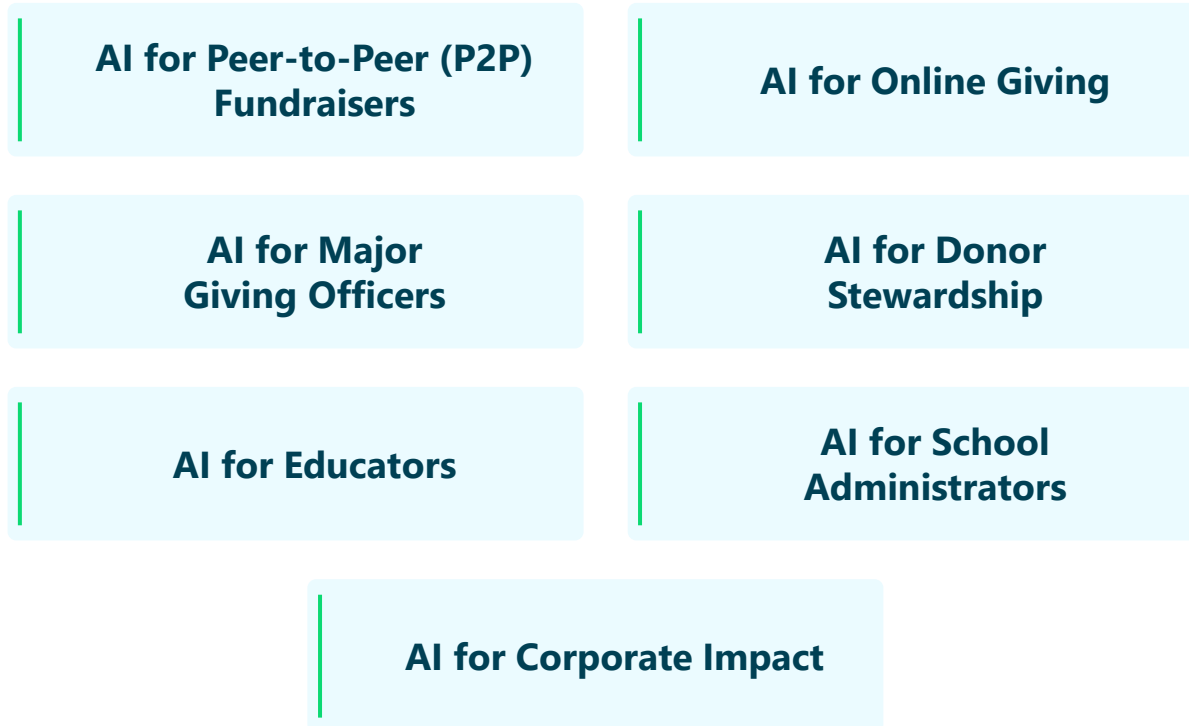 AI for Peer-to-Peer (P2P)
Fundraisers
AI for Online Giving
AI for Major
Giving Officers
AI for Donor
Stewardship
AI for Educators
AI for School
Administrators
AI for Corporate Impact